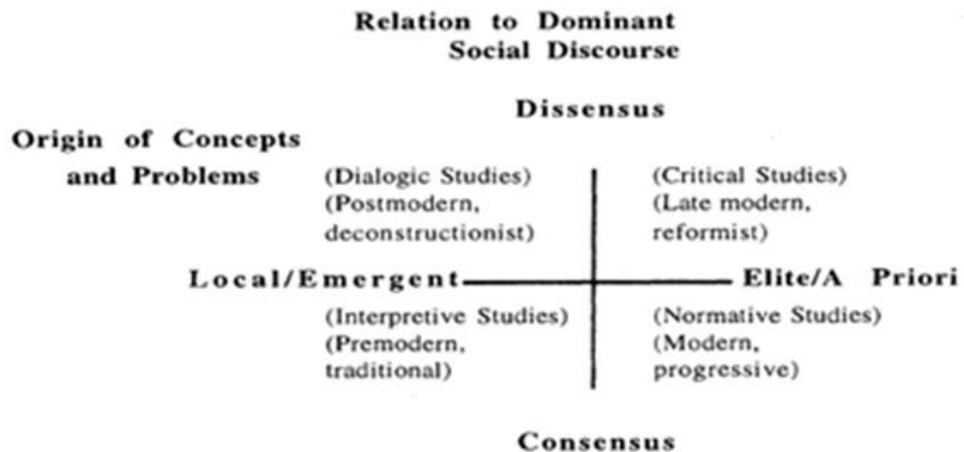 Relation to Dominant
Social Discourse
Dissensus
Origin of Concepts
and Problems
(Dialogic Studies)
(Postmodern,
deconstructionist)
(Critical Studies)
(Late modern,
reformist)
Local/Emergent
Elite/A Priori
(Interpretive Studies)
(Premodern,
traditional)
(Normative Studies)
(Modern,
progressive)
Consensus